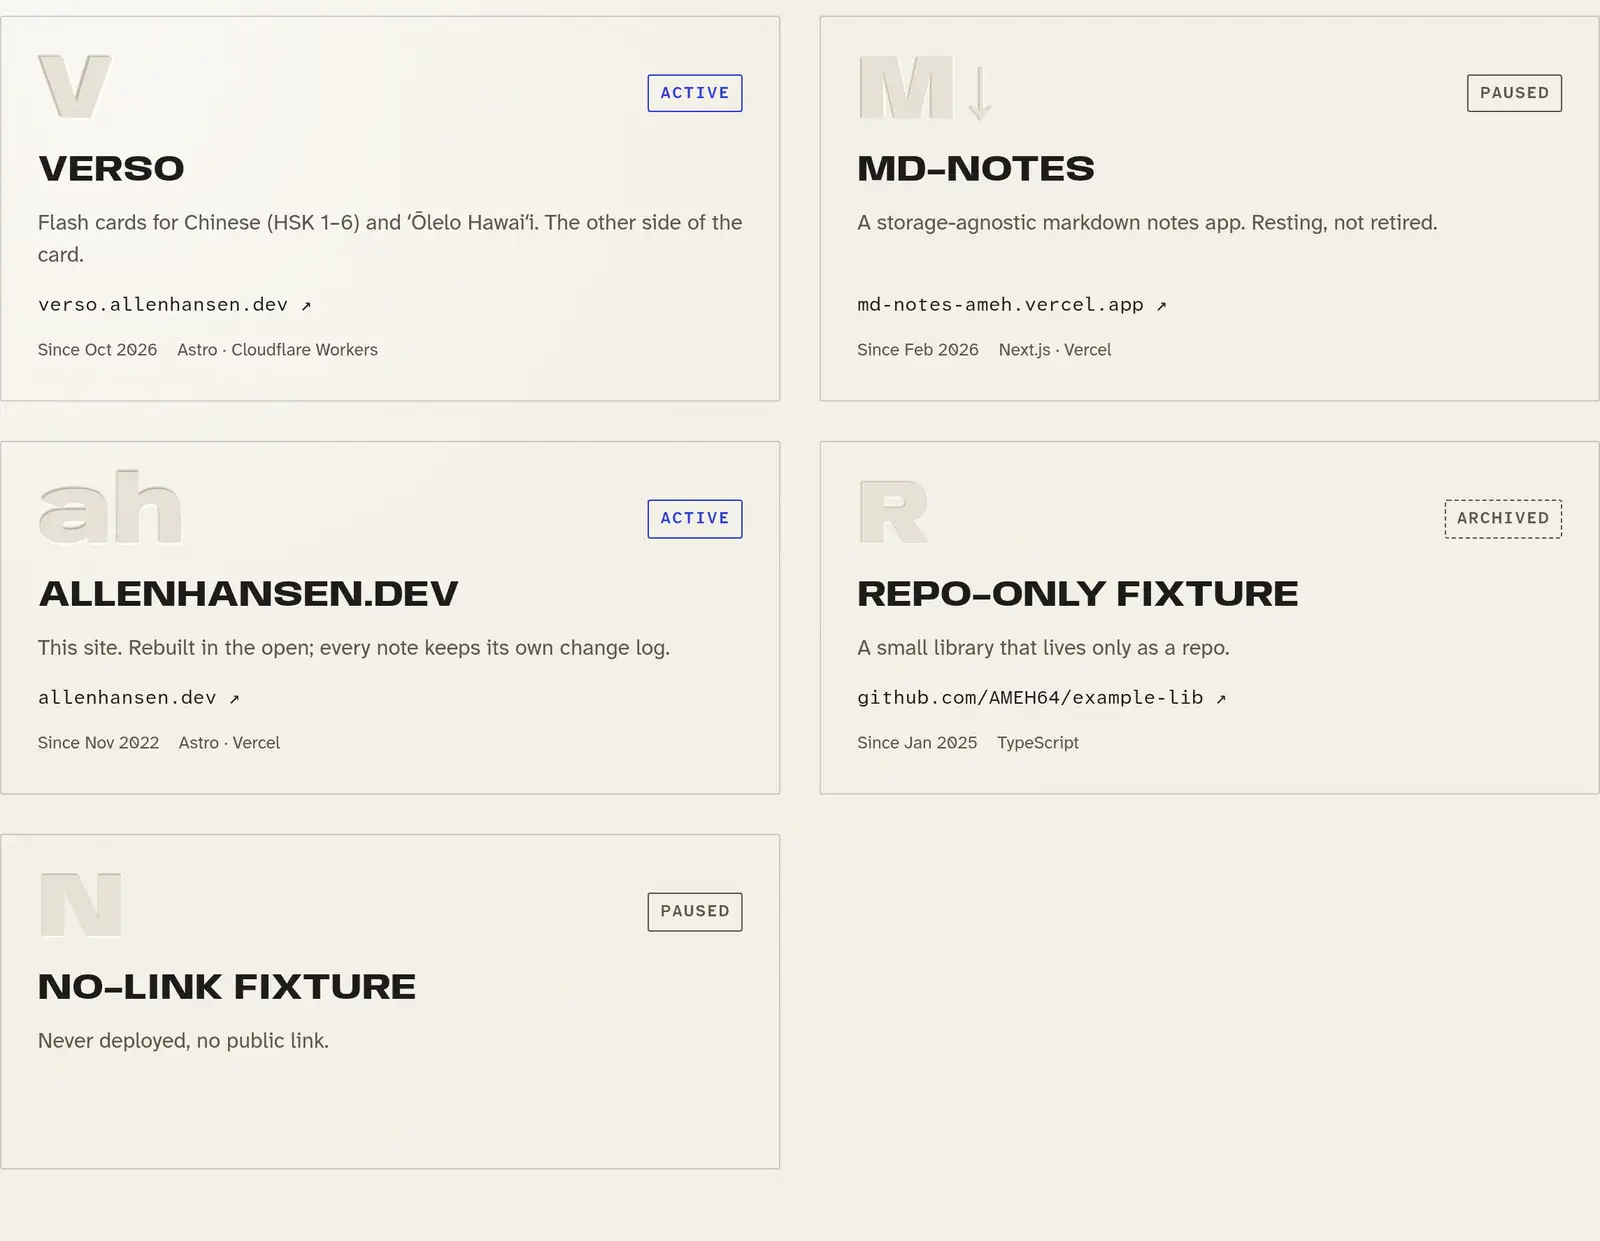 V
ACTIVE
VERSO
Flash cards for Chinese (HSK 1–6) and ʻŌlelo Hawaiʻi. The other side of the
card.
verso.allenhansen.dev ↗
Since Oct 2026 Astro · Cloudflare Workers
M↓
PAUSED
MD–NOTES
A storage-agnostic markdown notes app. Resting, not retired.
md-notes-ameh.vercel.app ↗
Since Feb 2026 Next.js · Vercel
ah
ACTIVE
ALLENHANSEN.DEV
This site. Rebuilt in the open; every note keeps its own change log.
allenhansen.dev ↗
Since Nov 2022 Astro · Vercel
R
ARCHIVED
REPO–ONLY FIXTURE
A small library that lives only as a repo.
github.com/AMEH64/example-lib ↗
Since Jan 2025 TypeScript
N
PAUSED
NO–LINK FIXTURE
Never deployed, no public link.